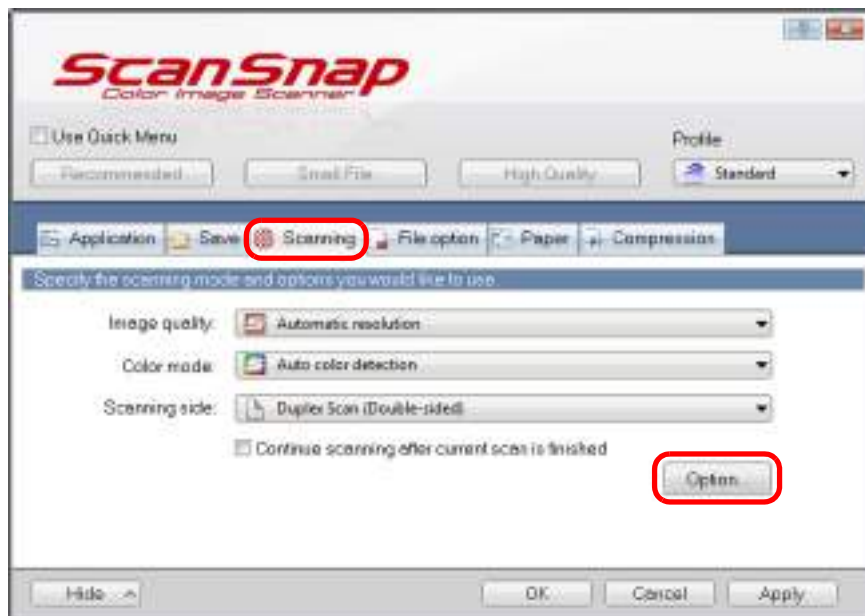 ScanSnap
Color Image Scanner
Use Quick Menu
Profile
Recommended
Small File
High Quality
Standard
Application
Save
Scanning
File option
Paper
Compression
Specify the scanning mode and options you would like to use.
Image quality:
Automatic resolution
Color mode:
Auto color detection
Scanning side:
Duplex Scan (Double-sided)
Continue scanning after current scan is finished
Option...
Hide
OK
Cancel
Apply